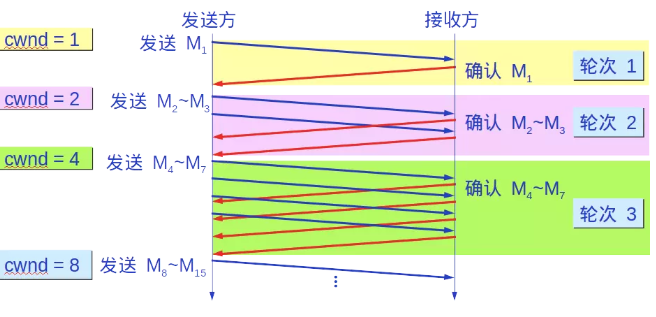 发送方 接收方
cwnd = 1
发送 M1
确认 M1
轮次 1
cwnd = 2
发送 M2~M3
确认 M2~M3
轮次 2
cwnd = 4
发送 M4~M7
确认 M4~M7
轮次 3
cwnd = 8
发送 M8~M15